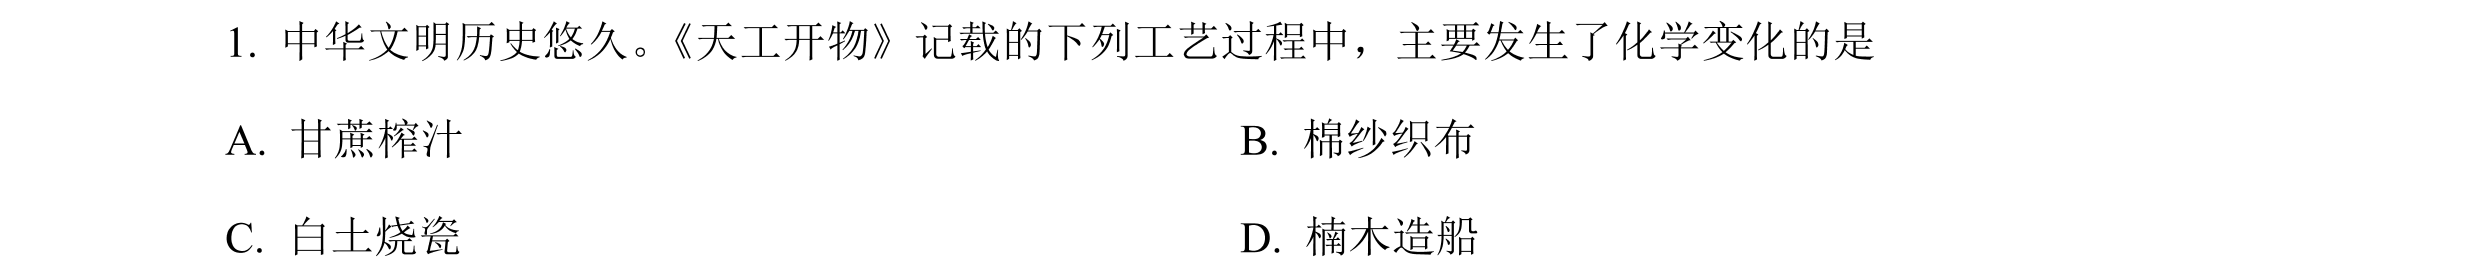 1. 中华文明历史悠久。《天工开物》记载的下列工艺过程中，主要发生了化学变化的是
A. 甘蔗榨汁 B. 棉纱织布
C. 白土烧瓷 D. 楠木造船